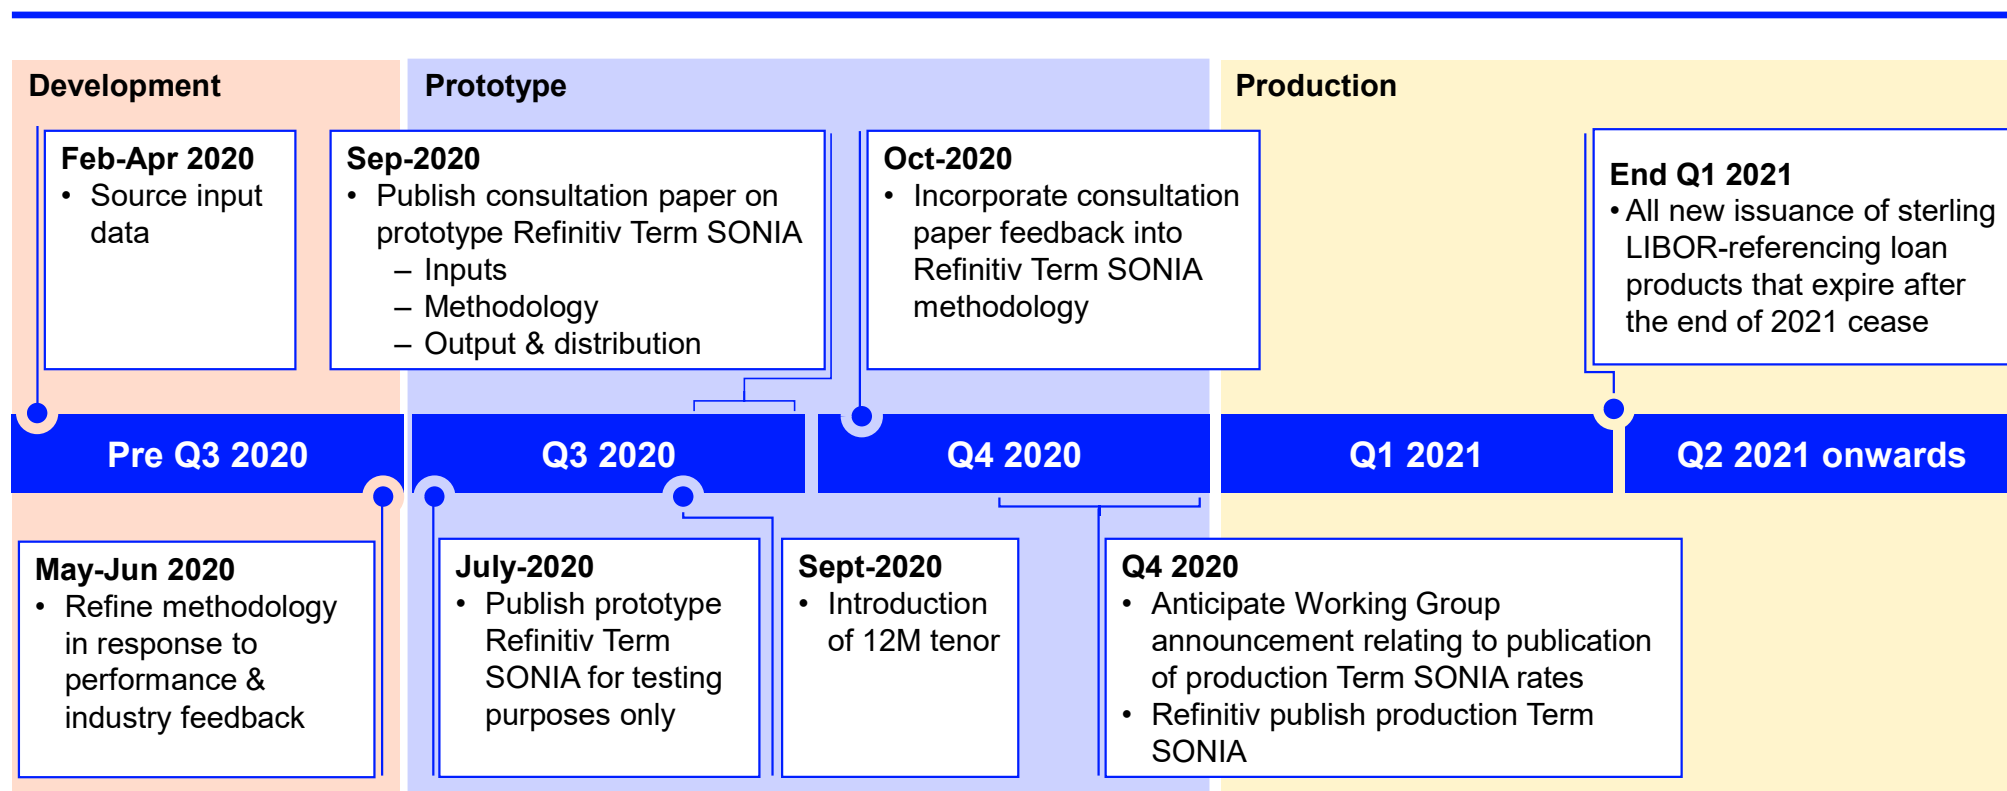 Development
Prototype
Production
Feb-Apr 2020
• Source input
data
Sep-2020
• Publish consultation paper on
prototype Refinitiv Term SONIA
– Inputs
– Methodology
– Output & distribution
Oct-2020
• Incorporate consultation
paper feedback into
Refinitiv Term SONIA
methodology
End Q1 2021
• All new issuance of sterling
LIBOR-referencing loan
products that expire after
the end of 2021 cease
Pre Q3 2020
Q3 2020
Q4 2020
Q1 2021
Q2 2021 onwards
May-Jun 2020
• Refine methodology
in response to
performance &
industry feedback
July-2020
• Publish prototype
Refinitiv Term
SONIA for testing
purposes only
Sept-2020
• Introduction
of 12M tenor
Q4 2020
• Anticipate Working Group
announcement relating to publication
of production Term SONIA rates
• Refinitiv publish production Term
SONIA